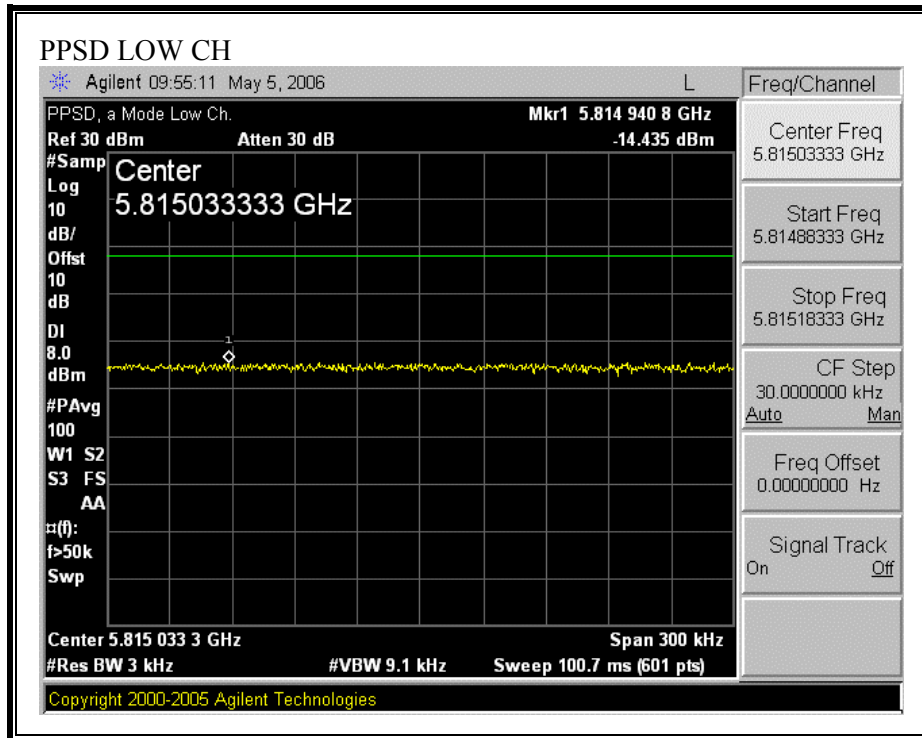 PPSD LOW CH
Agilent 09:55:11 May 5, 2006 L
Freq/Channel
PPSD, a Mode Low Ch. Mkr1 5.814 940 8 GHz
Ref 30 dBm Atten 30 dB -14.435 dBm
#Samp
Log
10
dB/
Offst
10
dB
DI
8.0
dBm
#PAvg
100
W1 S2
S3 FS
AA
¤(f):
f>50k
Swp
Center
5.815033333 GHz
1
Center 5.815 033 3 GHz Span 300 kHz
#Res BW 3 kHz #VBW 9.1 kHz Sweep 100.7 ms (601 pts)
Copyright 2000-2005 Agilent Technologies
Center Freq
5.81503333 GHz
Start Freq
5.81488333 GHz
Stop Freq
5.81518333 GHz
CF Step
30.0000000 kHz
Auto Man
Freq Offset
0.00000000 Hz
Signal Track
On Off